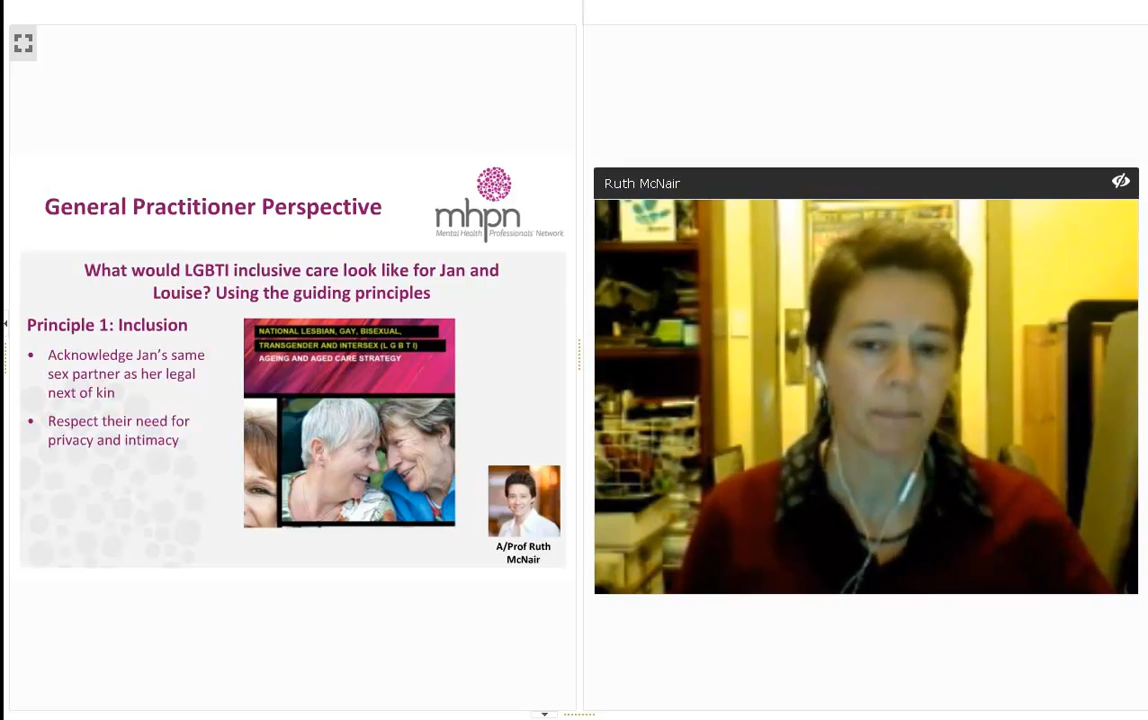 General Practitioner Perspective
mhpn
Mental Health Professionals' Network
What would LGBTI inclusive care look like for Jan and
Louise? Using the guiding principles
Principle 1: Inclusion
• Acknowledge Jan's same
sex partner as her legal
next of kin
• Respect their need for
privacy and intimacy
NATIONAL LESBIAN, GAY, BISEXUAL,
TRANSGENDER AND INTERSEX (L G B T I)
AGEING AND AGED CARE STRATEGY
A/Prof Ruth
McNair
Ruth McNair